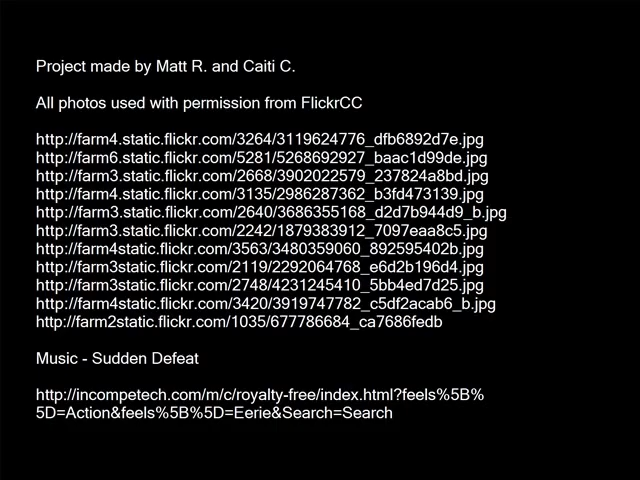 Project made by Matt R. and Caiti C.
All photos used with permission from FlickrCC
http://farm4.static.flickr.com/3264/3119624776_dfb6892d7e.jpg
http://farm6.static.flickr.com/5281/5268692927_baac1d99de.jpg
http://farm3.static.flickr.com/2668/3902022579_237824a8bd.jpg
http://farm4.static.flickr.com/3135/2986287362_b3fd473139.jpg
http://farm3.static.flickr.com/2640/3686355168_d2d7b944d9_b.jpg
http://farm3.static.flickr.com/2242/1879383912_7097eaa8c5.jpg
http://farm4static.flickr.com/3563/3480359060_892595402b.jpg
http://farm3static.flickr.com/2119/2292064768_e6d2b196d4.jpg
http://farm3static.flickr.com/2748/4231245410_5bb4ed7d25.jpg
http://farm4static.flickr.com/3420/3919747782_c5df2acab6_b.jpg
http://farm2static.flickr.com/1035/677786684_ca7686fedb
Music - Sudden Defeat
http://incompetech.com/m/c/royalty-free/index.html?feels%5B%
5D=Action&feels%5B%5D=Eerie&Search=Search